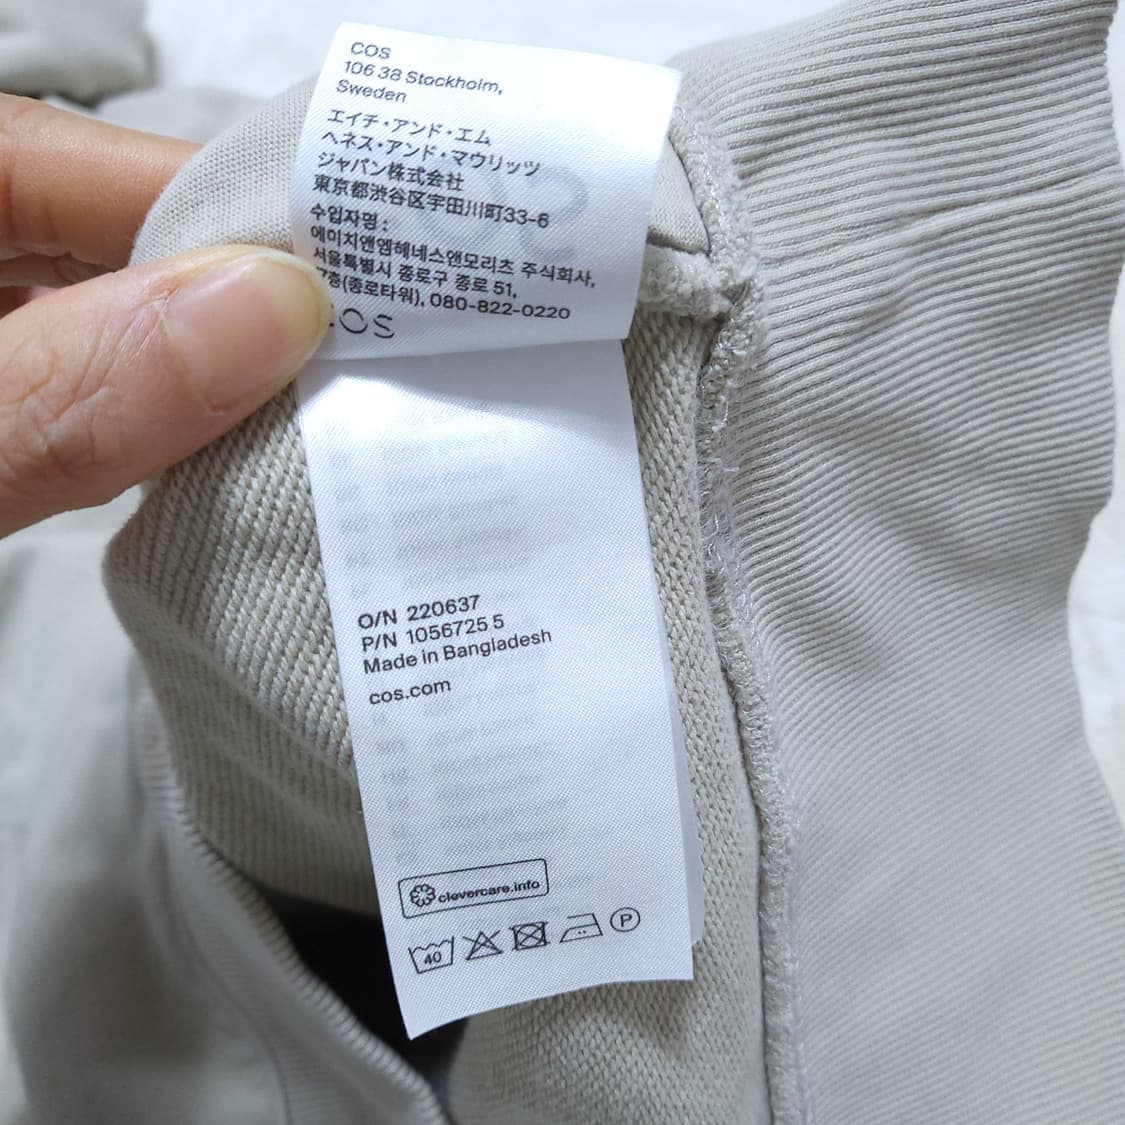 COS
106 38 Stockholm,
Sweden
エイチ・アンド・エム
ヘネス・アンド・マウリッツ
ジャパン株式会社
東京都渋谷区宇田川町33-6
수입자명 :
에이치앤엠헤네스앤모리츠 주식회사,
서울특별시 종로구 종로 51,
7층(종로타워), 080-822-0220
COS
O/N 220637
P/N 1056725 5
Made in Bangladesh
cos.com
clevercare.info
40
P